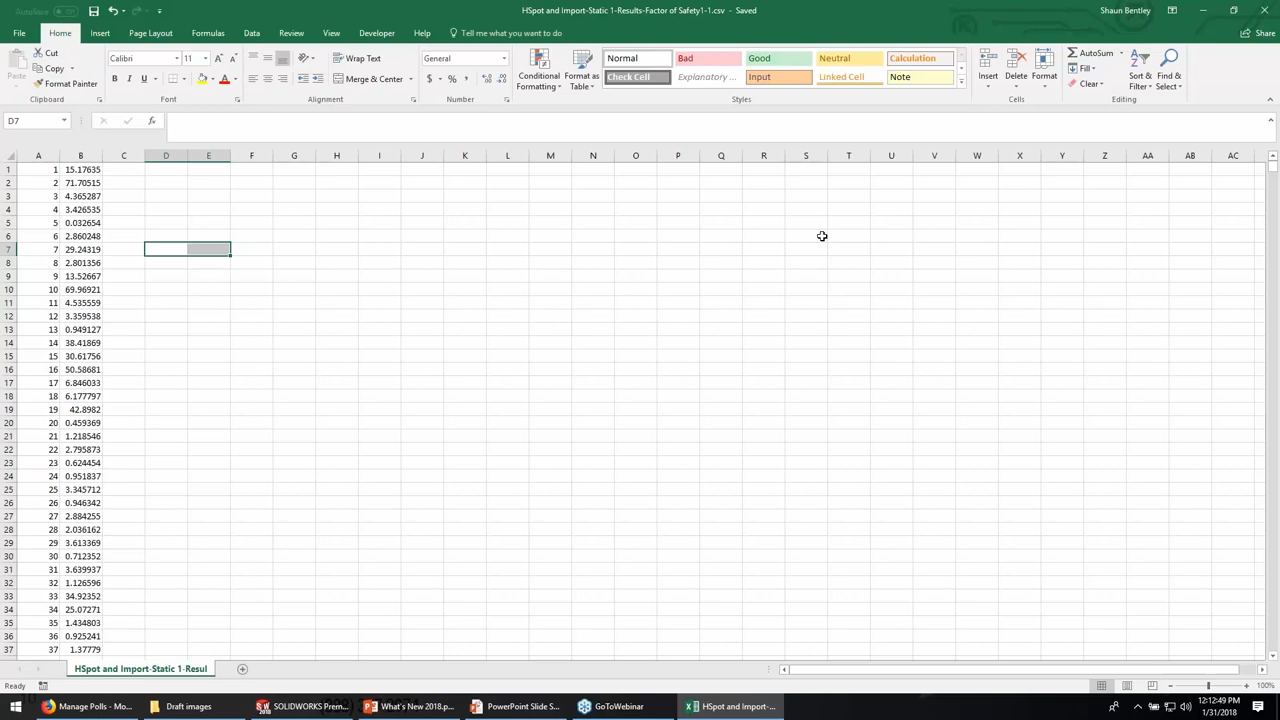 AutoSave Off HSpot and Import-Static 1-Results-Factor of Safety1-1.csv - Saved Shaun Bentley
File Home Insert Page Layout Formulas Data Review View Developer Help Tell me what you want to do Share
Paste Cut Copy Format Painter Clipboard
Calibri 11 A A B I U A Font
Wrap Text Merge & Center Alignment
General $ % , Number
Conditional Formatting Format as Table
Normal Bad Good Neutral Calculation
Check Cell Explanatory ... Input Linked Cell Note
Styles
Insert Delete Format Cells
AutoSum Fill Clear Sort & Filter Find & Select Editing
D7 fx
A B C D E F G H I J K L M N O P Q R S T U V W X Y Z AA AB AC
1 1 15.17635
2 2 71.70515
3 3 4.365287
4 4 3.426535
5 5 0.032654
6 6 2.860248
7 7 29.24319
8 8 2.801356
9 9 13.52667
10 10 69.96921
11 11 4.535559
12 12 3.359538
13 13 0.949127
14 14 38.41869
15 15 30.61756
16 16 50.58681
17 17 6.846033
18 18 6.177797
19 19 42.8982
20 20 0.459369
21 21 1.218546
22 22 2.795873
23 23 0.624454
24 24 0.951837
25 25 3.345712
26 26 0.946342
27 27 2.884255
28 28 2.036162
29 29 3.613369
30 30 0.712352
31 31 3.639937
32 32 1.126596
33 33 34.92352
34 34 25.07271
35 35 1.434803
36 36 0.925241
37 37 1.37779
HSpot and Import-Static 1-Resul
Ready 100%
Manage Polls - Mo... Draft images SOLIDWORKS Prem... What's New 2018.p... PowerPoint Slide S... GoToWebinar HSpot and Import-...
12:12:49 PM
1/31/2018